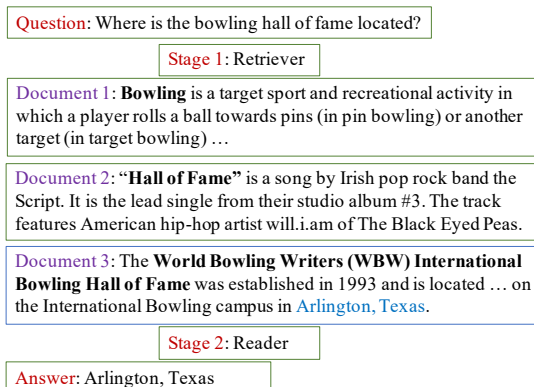 Question: Where is the bowling hall of fame located?
Stage 1: Retriever
Document 1: Bowling is a target sport and recreational activity in
which a player rolls a ball towards pins (in pin bowling) or another
target (in target bowling) …
Document 2: “Hall of Fame” is a song by Irish pop rock band the
Script. It is the lead single from their studio album #3. The track
features American hip-hop artist will.i.am of The Black Eyed Peas.
Document 3: The World Bowling Writers (WBW) International
Bowling Hall of Fame was established in 1993 and is located … on
the International Bowling campus in Arlington, Texas.
Stage 2: Reader
Answer: Arlington, Texas